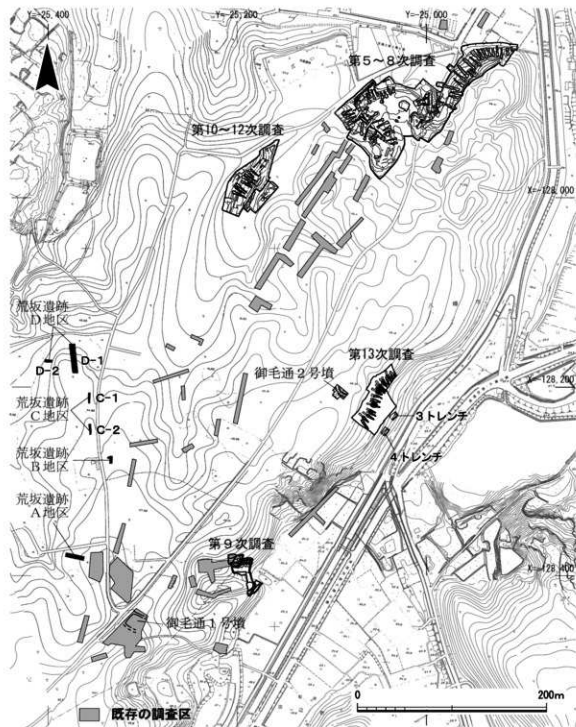 Y=-25,400
Y=-25,200
Y=-25,000
第5～8次調査
第10～12次調査
X=-128,000
荒坂遺跡
D地区
D-1
D-2
第13次調査
御毛通2号墳
X=-128,200
荒坂遺跡
C地区
C-1
C-2
3トレンチ
荒坂遺跡
B地区
4トレンチ
荒坂遺跡
A地区
第9次調査
X=-128,400
御毛通1号墳
既存の調査区
0
200m